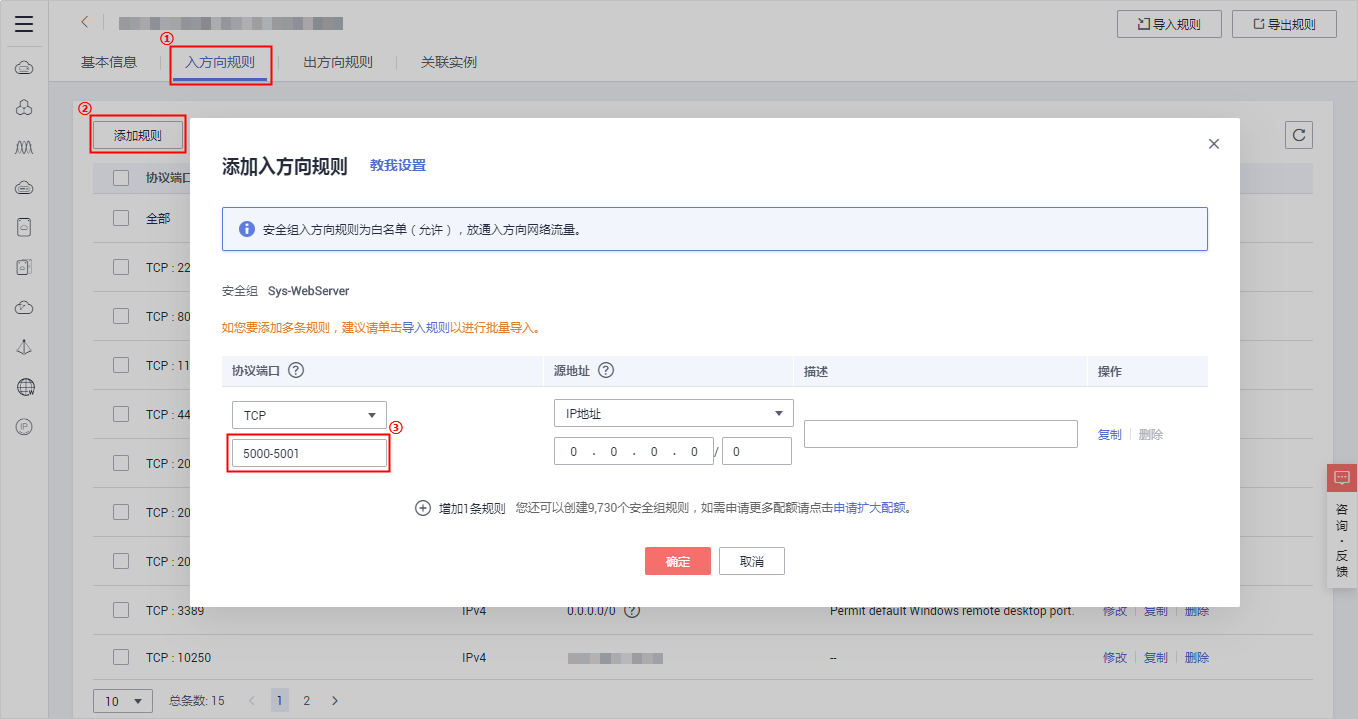 导入规则
导出规则
①
基本信息
入方向规则
出方向规则
关联实例
②
添加规则
添加入方向规则 教我设置
协议端口
安全组入方向规则为白名单（允许），放通入方向网络流量。
全部
TCP : 22
安全组 Sys-WebServer
TCP : 80
如您要添加多条规则，建议请单击导入规则以进行批量导入。
TCP : 11
协议端口 ?
源地址 ?
描述
操作
TCP
③
IP地址
TCP : 44
5000-5001
0 . 0 . 0 . 0 / 0
复制
删除
TCP : 20
TCP : 20
增加1条规则 您还可以创建9,730个安全组规则，如需申请更多配额请点击申请扩大配额。
TCP : 20
确定
取消
TCP : 3389
IPv4
0.0.0.0/0 ?
Permit default Windows remote desktop port.
修改
复制
删除
TCP : 10250
IPv4
--
修改
复制
删除
10
总条数: 15
< 1 2 >
咨询·反馈
IP
W